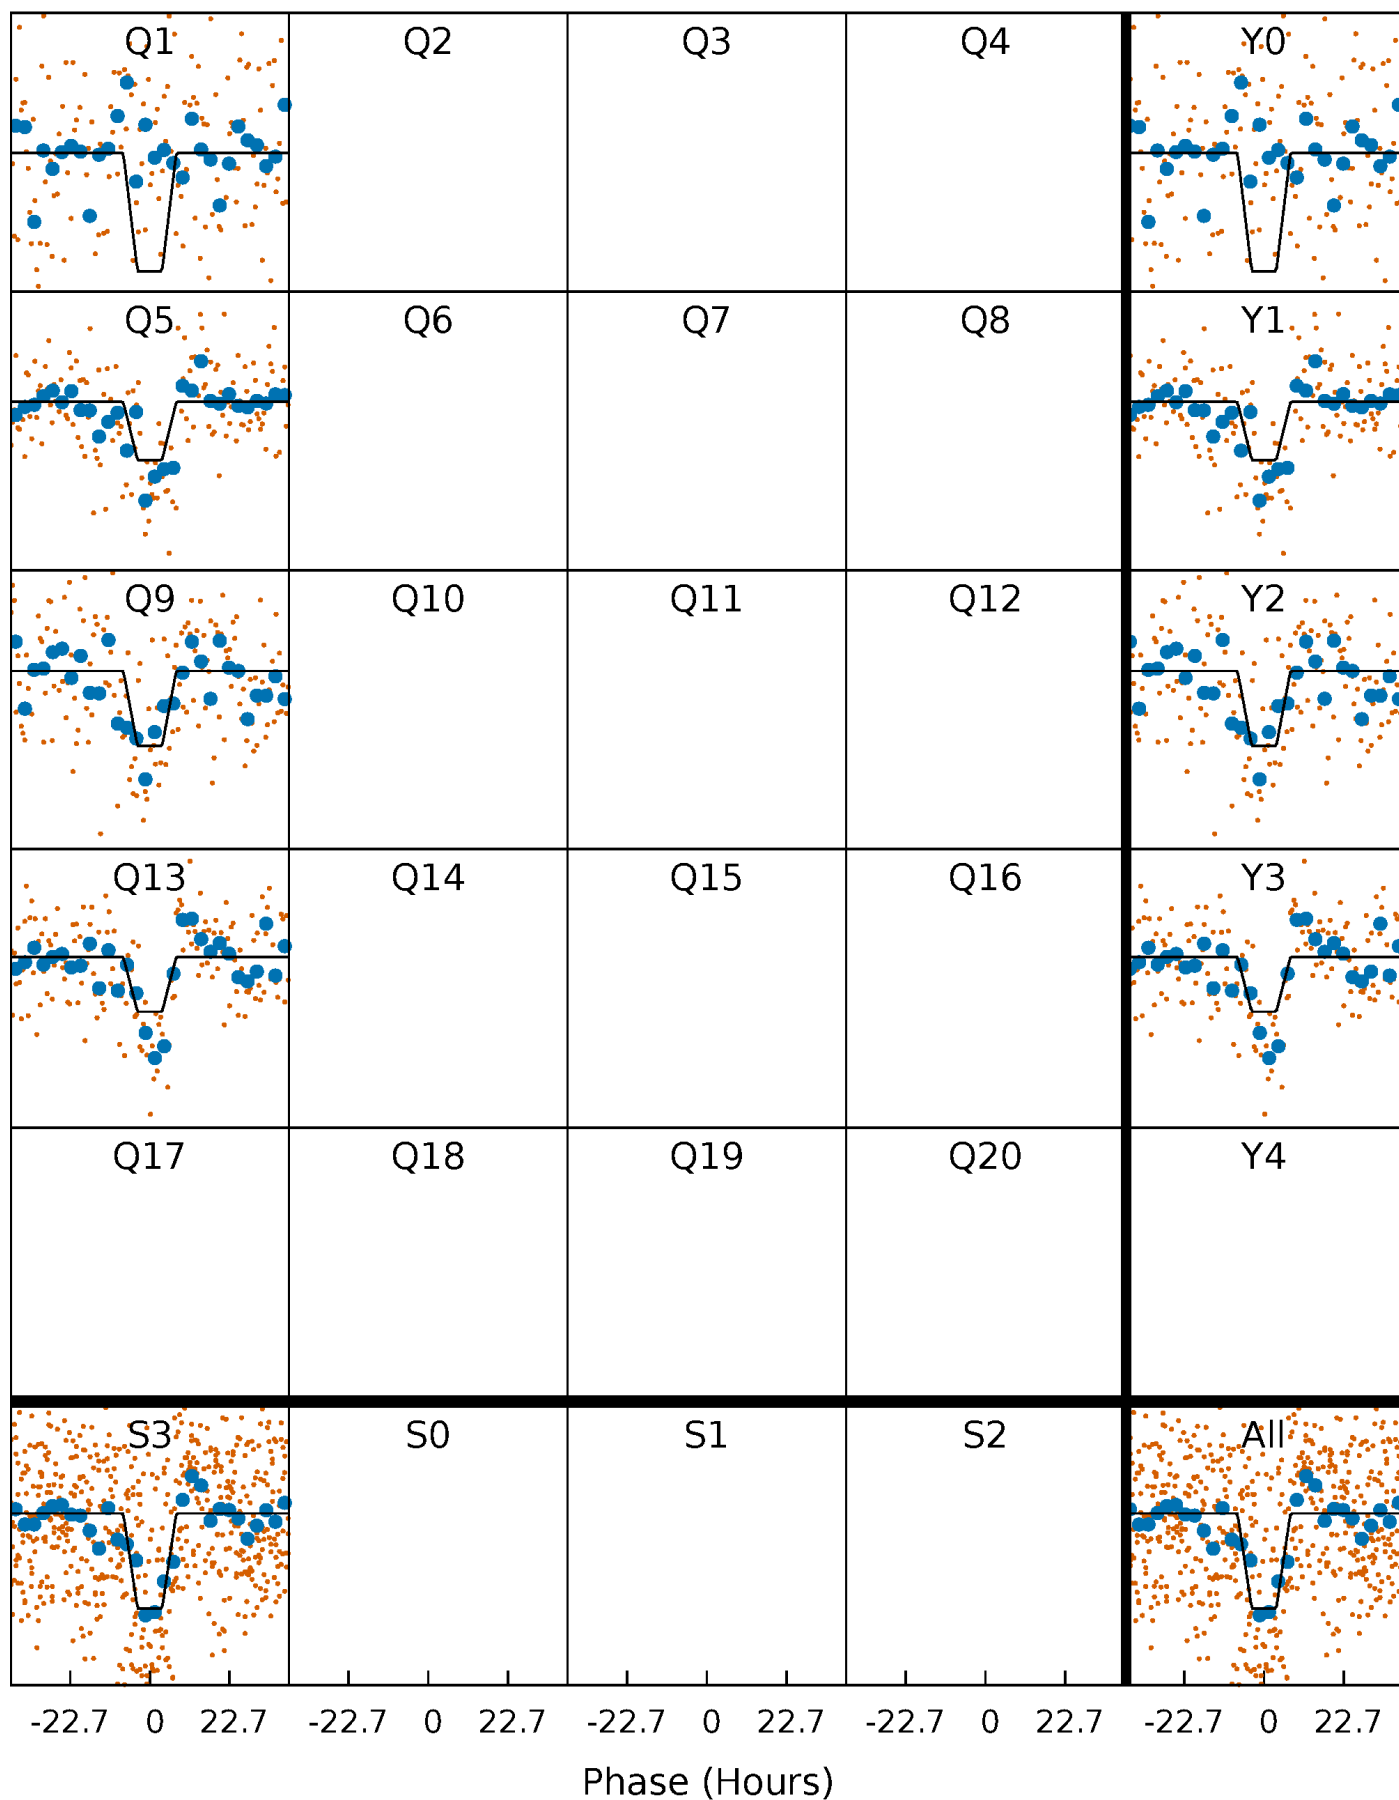 Q1 Q2 Q3 Q4 Y0
Q5 Q6 Q7 Q8 Y1
Q9 Q10 Q11 Q12 Y2
Q13 Q14 Q15 Q16 Y3
Q17 Q18 Q19 Q20 Y4
S3 S0 S1 S2 All
-22.7 0 22.7 -22.7 0 22.7 -22.7 0 22.7 -22.7 0 22.7 -22.7 0 22.7
Phase (Hours)